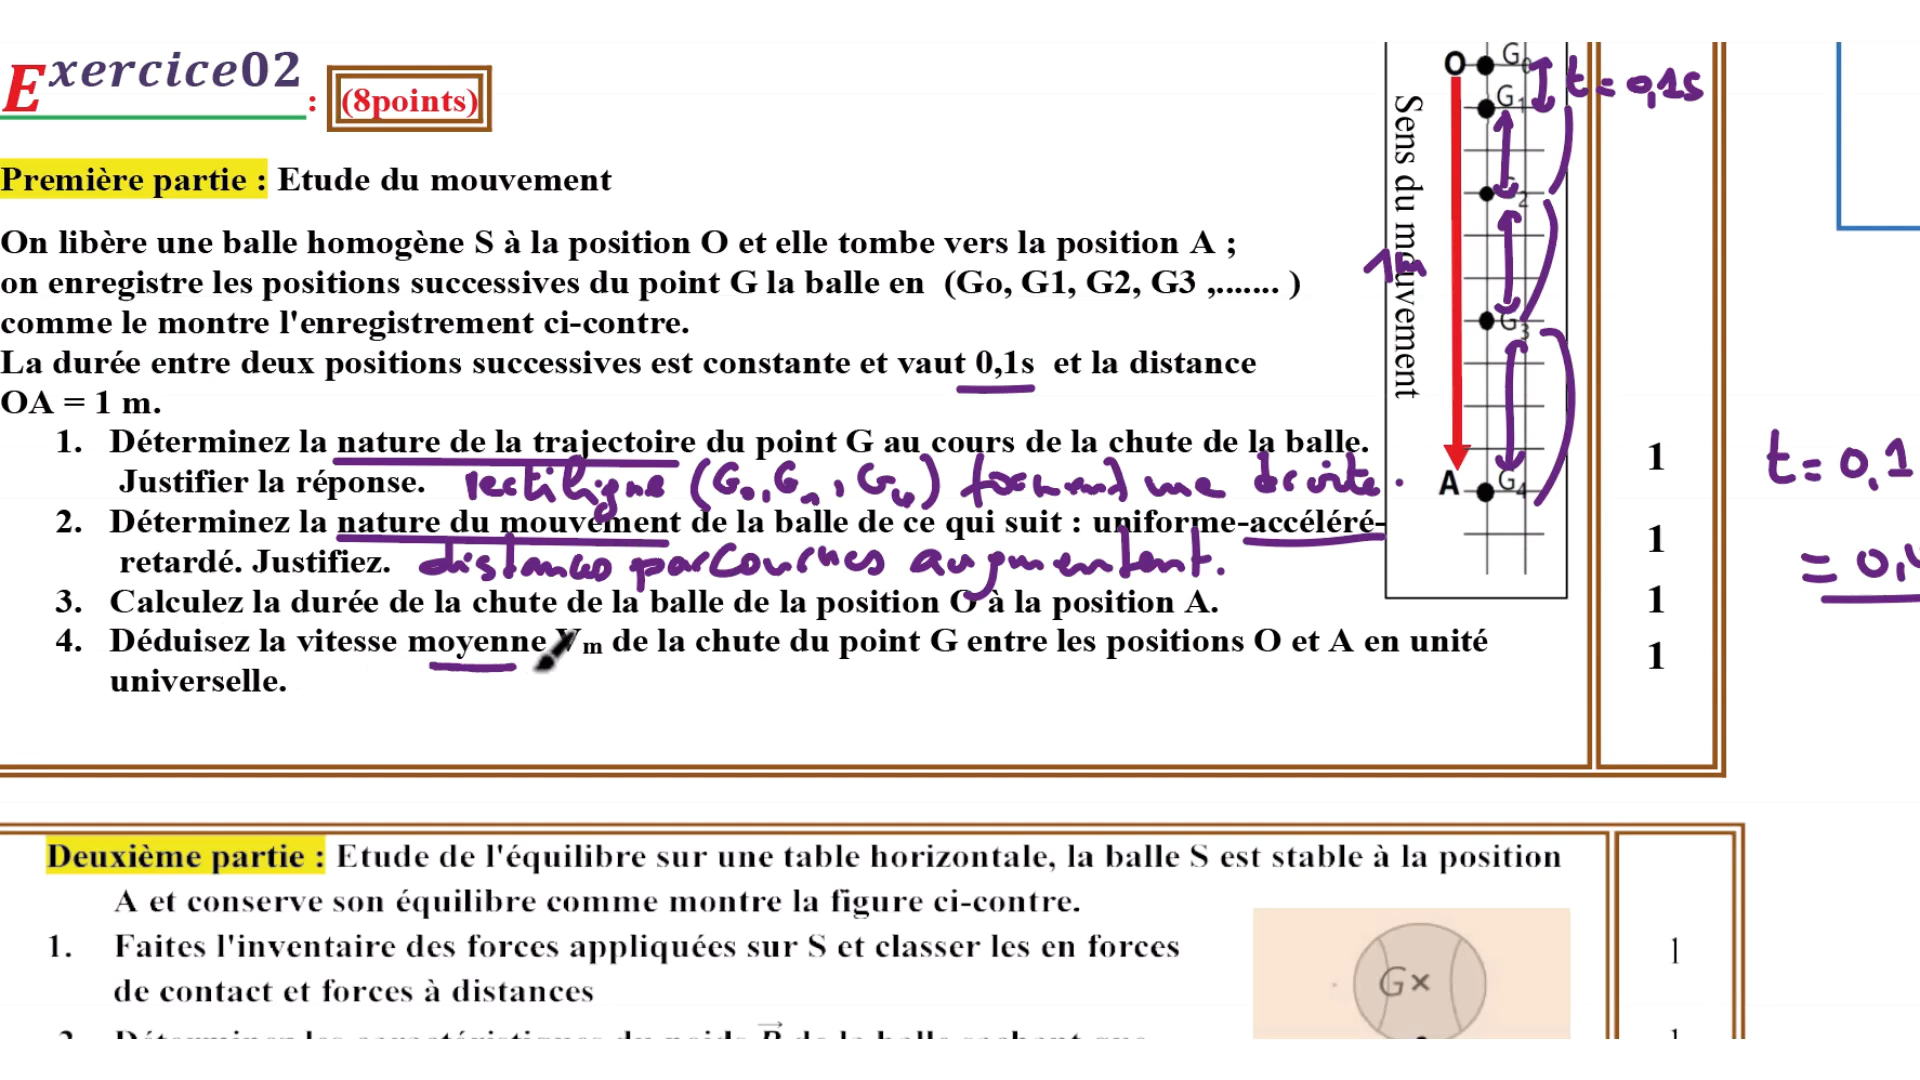 Exercice02 : (8points)
Première partie : Etude du mouvement
On libère une balle homogène S à la position O et elle tombe vers la position A ;
on enregistre les positions successives du point G la balle en (Go, G1, G2, G3 ,....... )
comme le montre l'enregistrement ci-contre.
La durée entre deux positions successives est constante et vaut 0,1s et la distance
OA = 1 m.
1. Déterminez la nature de la trajectoire du point G au cours de la chute de la balle.
Justifier la réponse. rectiligne (G0, G1, G4) forment une droite.
2. Déterminez la nature du mouvement de la balle de ce qui suit : uniforme-accéléré-
retardé. Justifiez. distances parcourues augmentent.
3. Calculez la durée de la chute de la balle de la position O à la position A.
4. Déduisez la vitesse moyenne Vm de la chute du point G entre les positions O et A en unité
universelle.
O G0 t = 0,1s
G1
2
G3
A G4
Sens du mouvement
1m
1
1
1
1
t = 0,1
= 0,4
Deuxième partie : Etude de l'équilibre sur une table horizontale, la balle S est stable à la position
A et conserve son équilibre comme montre la figure ci-contre.
1. Faites l'inventaire des forces appliquées sur S et classer les en forces
de contact et forces à distances
G×
1